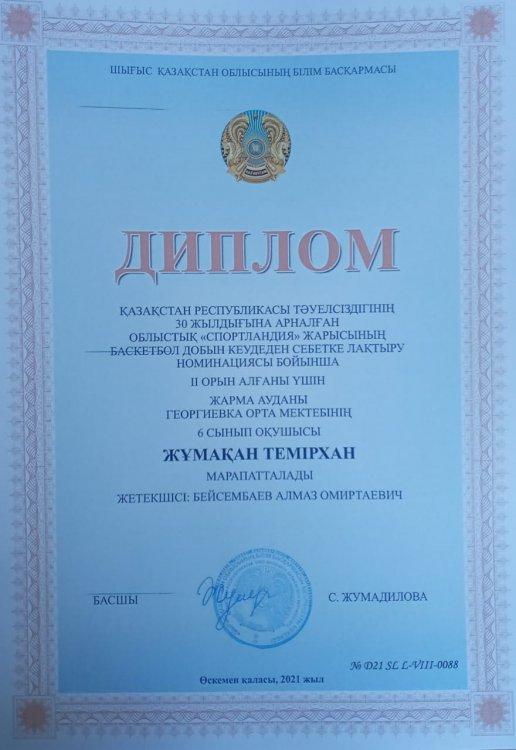 ШЫҒЫС ҚАЗАҚСТАН ОБЛЫСЫНЫҢ БІЛІМ БАСҚАРМАСЫ
ДИПЛОМ
ҚАЗАҚСТАН РЕСПУБЛИКАСЫ ТӘУЕЛСІЗДІГІНІҢ
30 ЖЫЛДЫҒЫНА АРНАЛҒАН
ОБЛЫСТЫҚ «СПОРТЛАНДИЯ» ЖАРЫСЫНЫҢ
БАСКЕТБОЛ ДОБЫН КЕУДЕДЕН СЕБЕТКЕ ЛАҚТЫРУ
НОМИНАЦИЯСЫ БОЙЫНША
ІІ ОРЫН АЛҒАНЫ ҮШІН
ЖАРМА АУДАНЫ
ГЕОРГИЕВКА ОРТА МЕКТЕБІНІҢ
6 СЫНЫП ОҚУШЫСЫ
ЖҰМАҚАН ТЕМІРХАН
МАРАПАТТАЛАДЫ
ЖЕТЕКШІСІ: БЕЙСЕМБАЕВ АЛМАЗ ОМИРТАЕВИЧ
БАСШЫ С. ЖУМАДИЛОВА
№ D21 SL L-VIII-0088
Өскемен қаласы, 2021 жыл